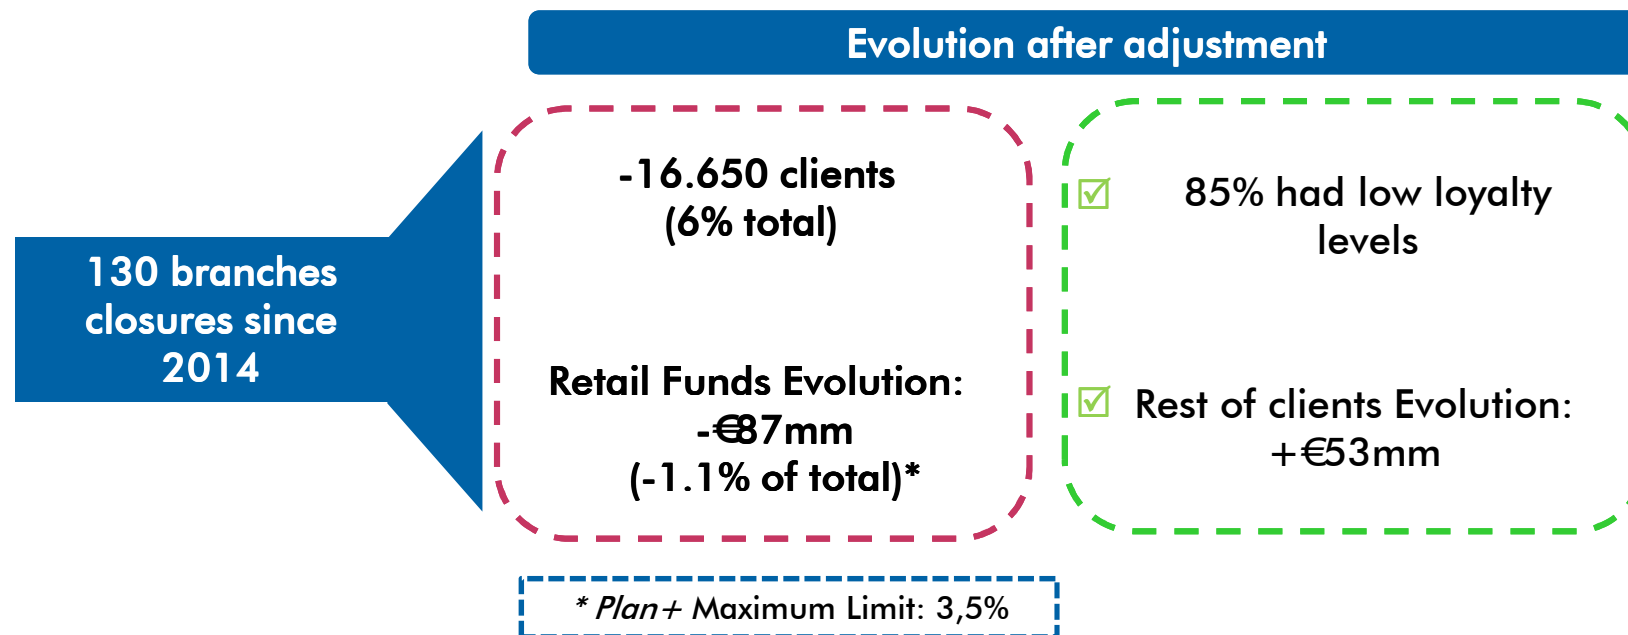 Evolution after adjustment
130 branches
closures since
2014
-16.650 clients
(6% total)
Retail Funds Evolution:
-€87mm
(-1.1% of total)*
85% had low loyalty
levels
Rest of clients Evolution:
+€53mm
* Plan+ Maximum Limit: 3,5%